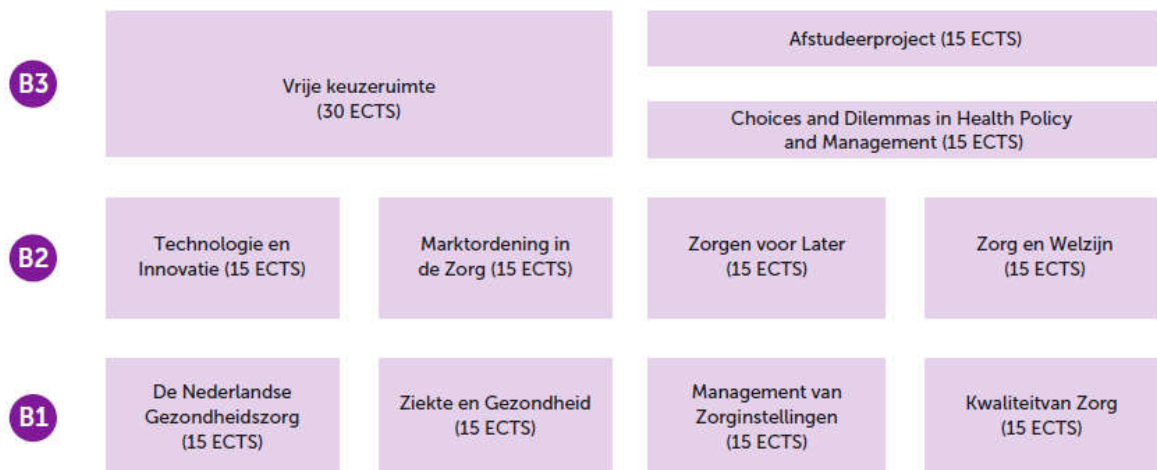 B3
Vrije keuzeruimte
(30 ECTS)
Afstudeerproject (15 ECTS)
Choices and Dilemmas in Health Policy
and Management (15 ECTS)
B2
Technologie en
Innovatie (15 ECTS)
Marktordening in
de Zorg (15 ECTS)
Zorgen voor Later
(15 ECTS)
Zorg en Welzijn
(15 ECTS)
B1
De Nederlandse
Gezondheidszorg
(15 ECTS)
Ziekte en Gezondheid
(15 ECTS)
Management van
Zorginstellingen
(15 ECTS)
Kwaliteitvan Zorg
(15 ECTS)